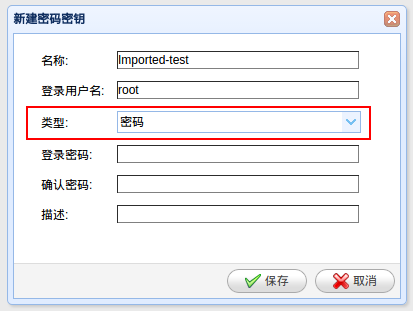 新建密码密钥
名称: Imported-test
登录用户名: root
类型: 密码
登录密码:
确认密码:
描述:
保存 取消